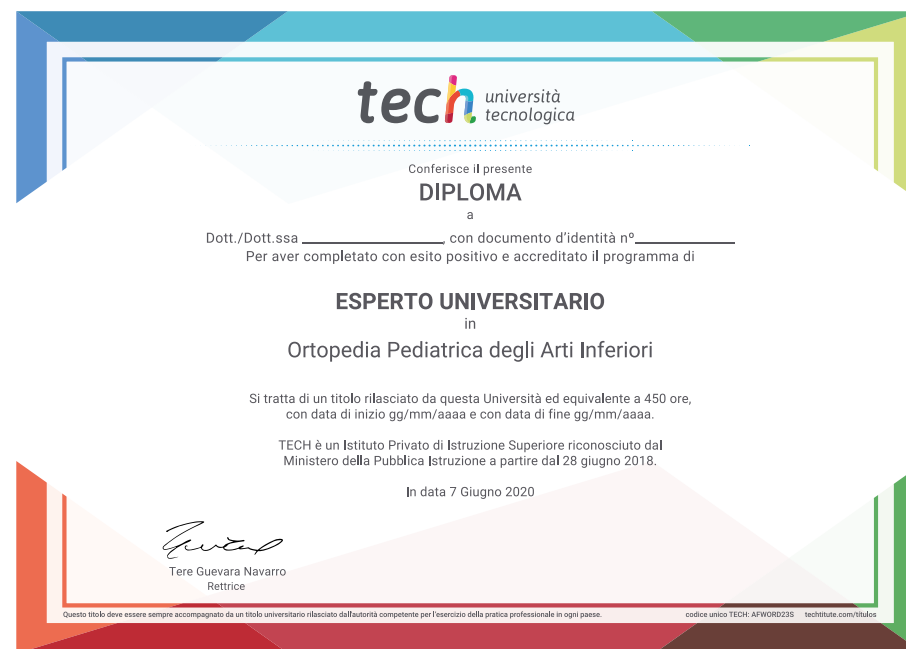 tech università
tecnologica
Conferisce il presente
DIPLOMA
a
Dott./Dott.ssa ____________________, con documento d'identità nº______________
Per aver completato con esito positivo e accreditato il programma di
ESPERTO UNIVERSITARIO
in
Ortopedia Pediatrica degli Arti Inferiori
Si tratta di un titolo rilasciato da questa Università ed equivalente a 450 ore,
con data di inizio gg/mm/aaaa e con data di fine gg/mm/aaaa.
TECH è un Istituto Privato di Istruzione Superiore riconosciuto dal
Ministero della Pubblica Istruzione a partire dal 28 giugno 2018.
In data 7 Giugno 2020
Tere Guevara Navarro
Rettrice
Questo titolo deve essere sempre accompagnato da un titolo universitario rilasciato dall'autorità competente per l'esercizio della pratica professionale in ogni paese. codice unico TECH: AFWORD23S techtitute.com/titulos